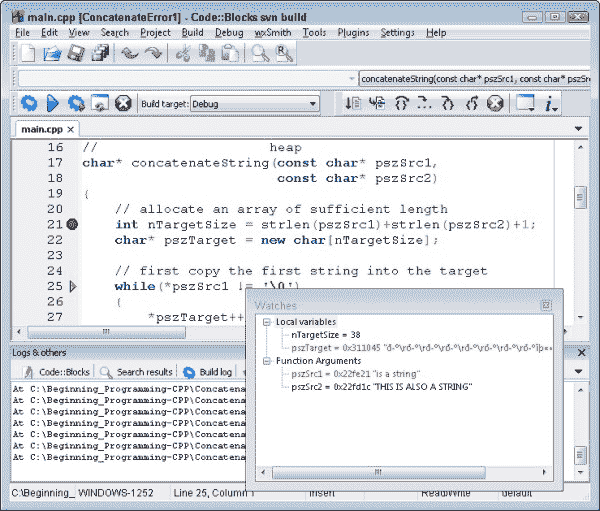 main.cpp [ConcatenateError1] - Code::Blocks svn build
File Edit View Search Project Build Debug wxSmith Tools Plugins Settings Help
concatenateString(const char* pszSrc1, const char* pszSrc
Build target: Debug
main.cpp
16 // heap
17 char* concatenateString(const char* pszSrc1,
18 const char* pszSrc2)
19 {
20 // allocate an array of sufficient length
21 int nTargetSize = strlen(pszSrc1)+strlen(pszSrc2)+1;
22 char* pszTarget = new char[nTargetSize];
23
24 // first copy the first string into the target
25 while(*pszSrc1 != '\0')
26 {
27 *pszTarget++
Watches
Local variables
nTargetSize = 38
pszTarget = 0x311045
Function Arguments
pszSrc1 = 0x22fe21 "is a string"
pszSrc2 = 0x22fd1c "THIS IS ALSO A STRING"
Logs & others
Code::Blocks Search results Build log
At C:\Beginning_Programming-CPP\Concatena
At C:\Beginning_Programming-CPP\Concatena
At C:\Beginning_Programming-CPP\Concatena
At C:\Beginning_Programming-CPP\Concatena
At C:\Beginning_Programming-CPP\Concatena
At C:\Beginning_Programming-CPP\Concatena
At C:\Beginning_Programming-CPP\Concatena
C:\Beginning_ WINDOWS-1252 Line 25, Column 1 Insert Read/Write default